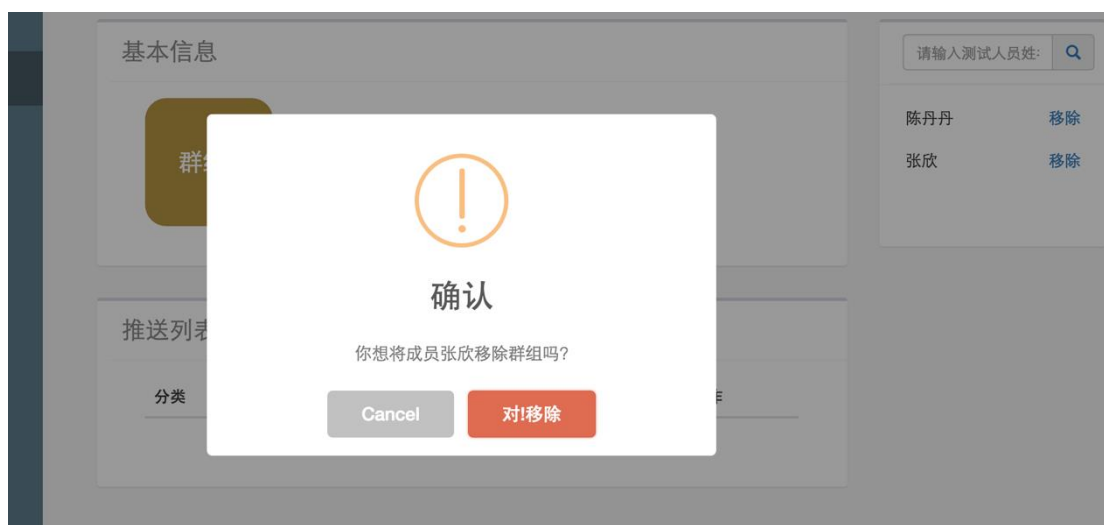 基本信息
请输入测试人员姓
群
陈丹丹 移除
张欣 移除
确认
你想将成员张欣移除群组吗?
Cancel 对!移除
推送列表
分类